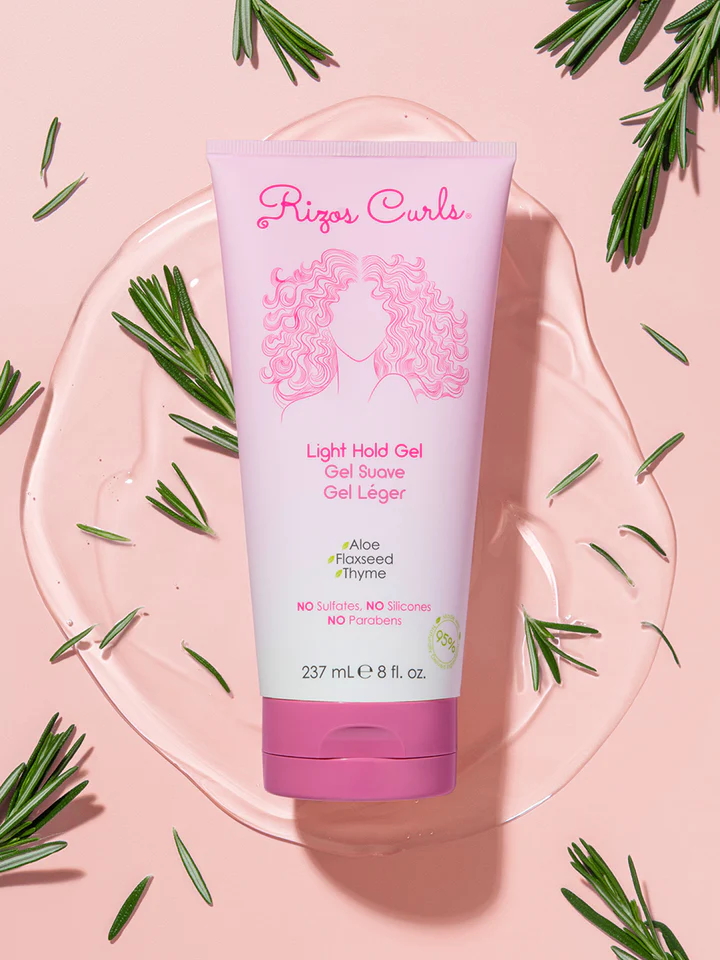 Rizos Curls®
Light Hold Gel
Gel Suave
Gel Léger
Aloe
Flaxseed
Thyme
NO Sulfates, NO Silicones
NO Parabens
95%
237 mL ℮ 8 fl. oz.